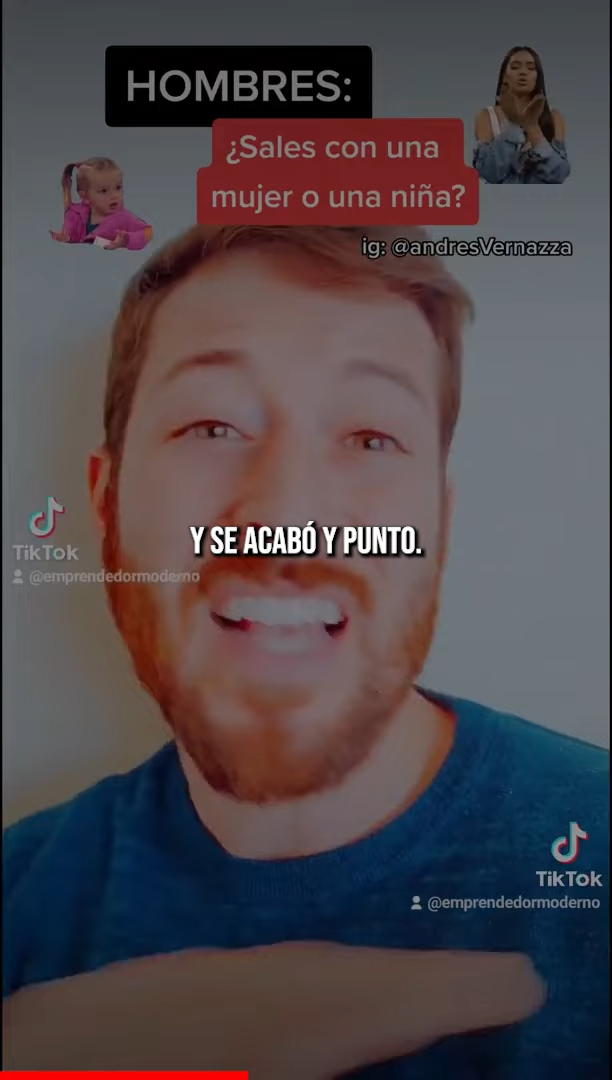 HOMBRES:
¿Sales con una
mujer o una niña?
ig: @andresVernazza
Y SE ACABÓ Y PUNTO.
TikTok
@emprendedormoderno
TikTok
@emprendedormoderno